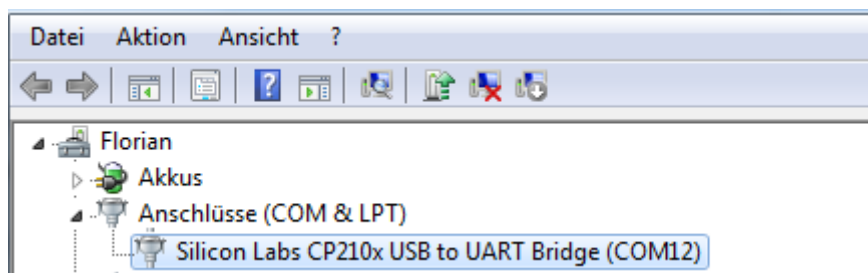 Datei Aktion Ansicht ?
Florian
Akkus
Anschlüsse (COM & LPT)
Silicon Labs CP210x USB to UART Bridge (COM12)